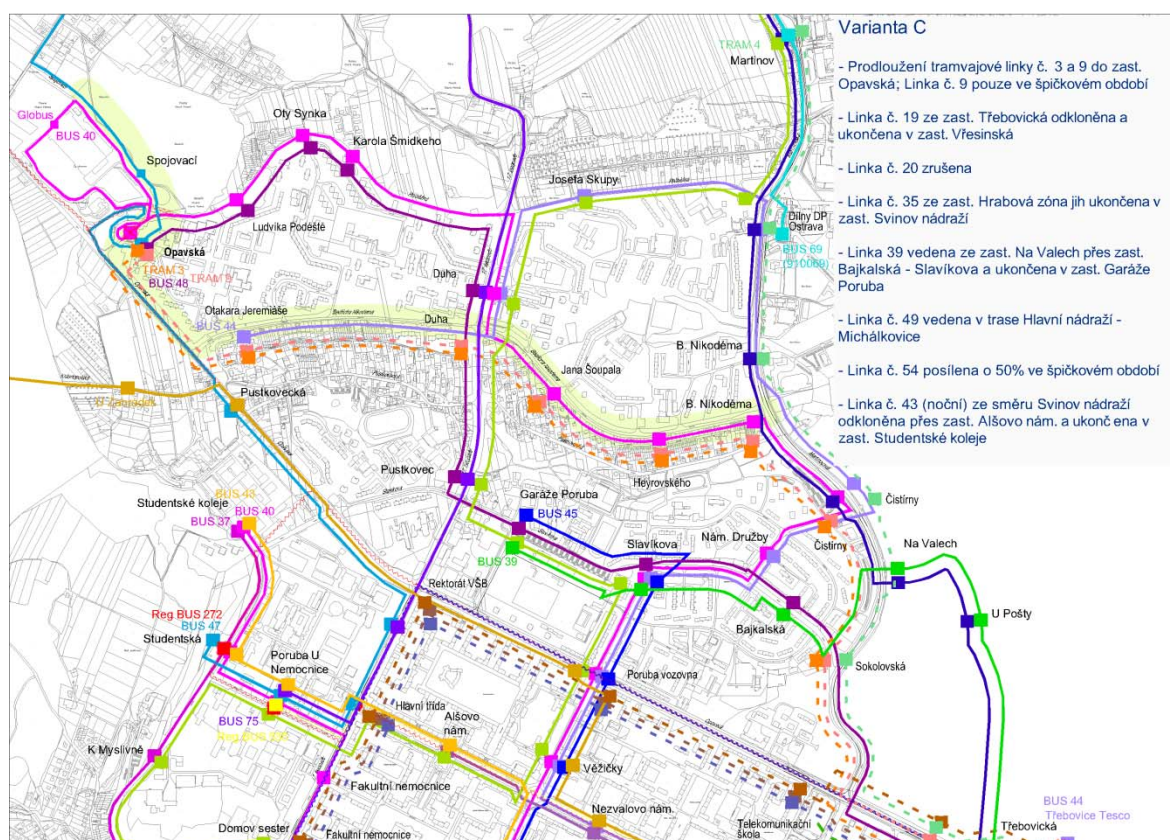 Varianta C
- Prodloužení tramvajové linky č. 3 a 9 do zast.
Opavská; Linka č. 9 pouze ve špičkovém období
- Linka č. 19 ze zast. Třebovická odkloněna a
ukončena v zast. Vřesinská
- Linka č. 20 zrušena
- Linka č. 35 ze zast. Hrabová zóna jih ukončena v
zast. Svinov nádraží
- Linka 39 vedena ze zast. Na Valech přes zast.
Bajkalská - Slavíkova a ukončena v zast. Garáže
Poruba
- Linka č. 49 vedena v trase Hlavní nádraží -
Michálkovice
- Linka č. 54 posílena o 50% ve špičkovém období
- Linka č. 43 (noční) ze směru Svinov nádraží
odkloněna přes zast. Alšovo nám. a ukonč ena v
zast. Studentské koleje
TRAM 4
Martinov
Globus
BUS 40
Oty Synka
Karola Šmidkeho
Spojovací
Josefa Skupy
Ludvíka Podéště
Dílny DP
Ostrava
BUS 69
(910069)
Opavská
TRAM 3
BUS 48
Duha
Otakara Jeremiáše
BUS 44
Duha
B. Nikodéma
Jana Šoupala
Pustkovecká
B. Nikodéma
Heyrovského
Pustkovec
Studentské koleje
BUS 43
BUS 40
BUS 37
Garáže Poruba
BUS 45
Čistírny
Slavíkova
Nám. Družby
Čistírny
Na Valech
BUS 39
Rektorát VŠB
U Pošty
Reg BUS 272
BUS 47
Studentská
Bajkalská
Poruba U
Nemocnice
Sokolovská
Poruba vozovna
Hlavní třída
Alšovo
nám.
BUS 75
K Myslivně
Věžičky
Fakultní nemocnice
Nezvalovo nám.
BUS 44
Třebovice Tesco
Domov sester
Fakultní nemocnice
Telekomunikační
škola
Třebovická